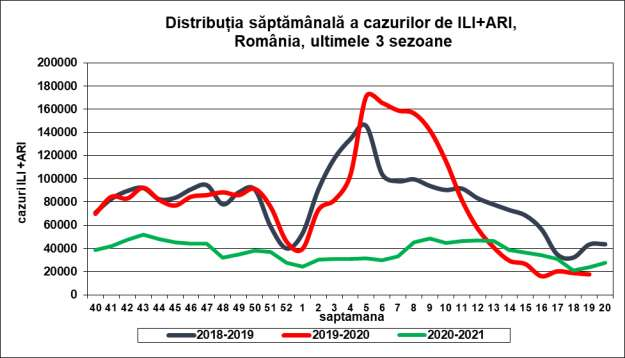 Distribuția săptămânală a cazurilor de ILI+ARI,
România, ultimele 3 sezoane
200000
180000
160000
140000
120000
100000
80000
60000
40000
20000
0
cazuri ILI +ARI
40 41 42 43 44 45 46 47 48 49 50 51 52 1 2 3 4 5 6 7 8 9 10 11 12 13 14 15 16 17 18 19 20
saptamana
2018-2019 2019-2020 2020-2021